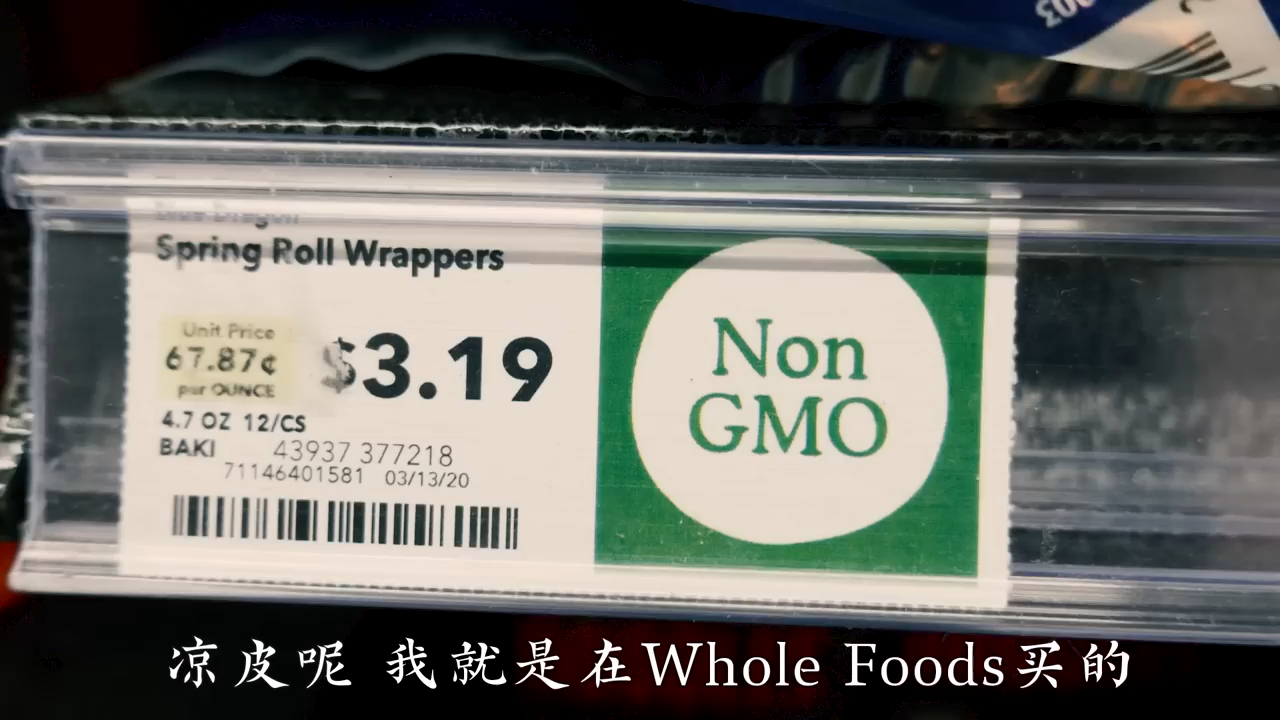 Blue Dragon
Spring Roll Wrappers
Unit Price
67.87¢
per OUNCE
$3.19
4.7 OZ 12/CS
BAKI 43937 377218
71146401581 03/13/20
Non
GMO
凉皮呢 我就是在Whole Foods买的